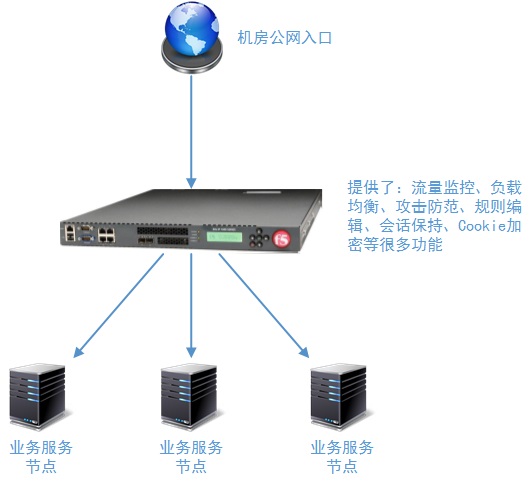 机房公网入口
提供了：流量监控、负载
均衡、攻击防范、规则编
辑、会话保持、Cookie加
密等很多功能
f5
业务服务
节点
业务服务
节点
业务服务
节点